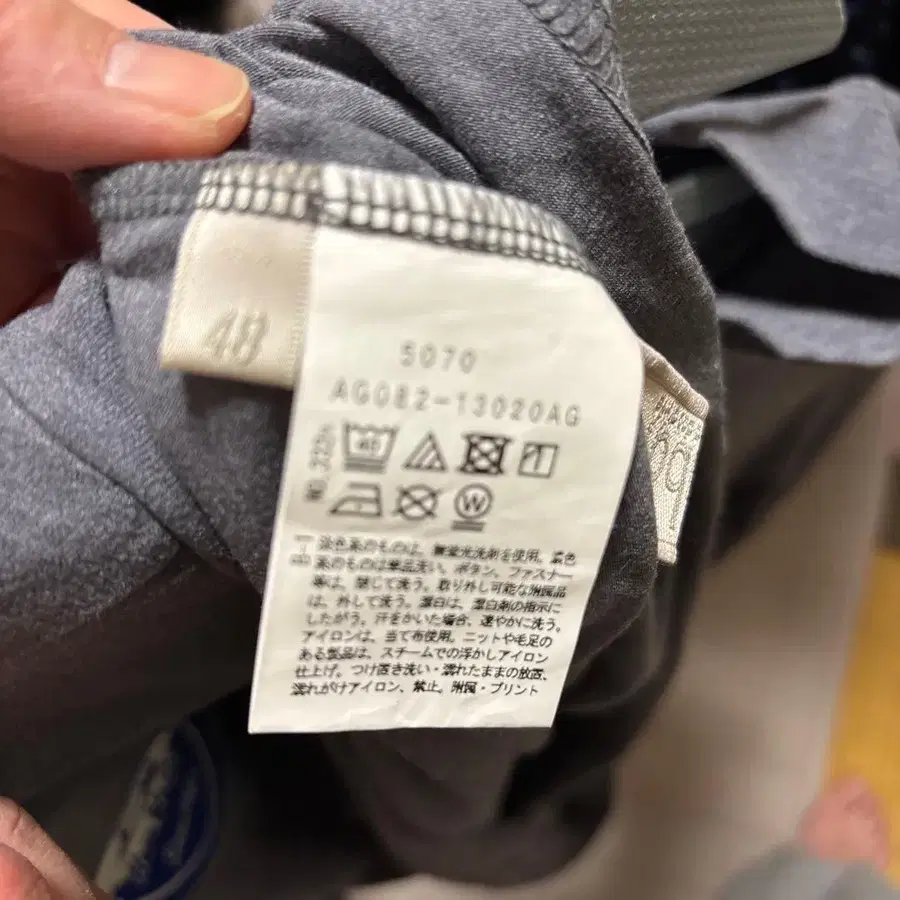 48
5070
AG082-13020AG
40
W
淡色系のものは、無蛍光洗剤を使用。濃色
系のものは単品洗い、ボタン、ファスナー
等は、閉じて洗う。取り外し可能な附属品
は、外して洗う。漂白は、漂白剤の指示に
したがう。汗をかいた場合、速やかに洗う。
アイロンは、当て布使用。ニットや毛足の
ある製品は、スチームでの浮かしアイロン
仕上げ。つけ置き洗い・濡れたままの放置、
濡れがけアイロン、禁止。附属・プリント